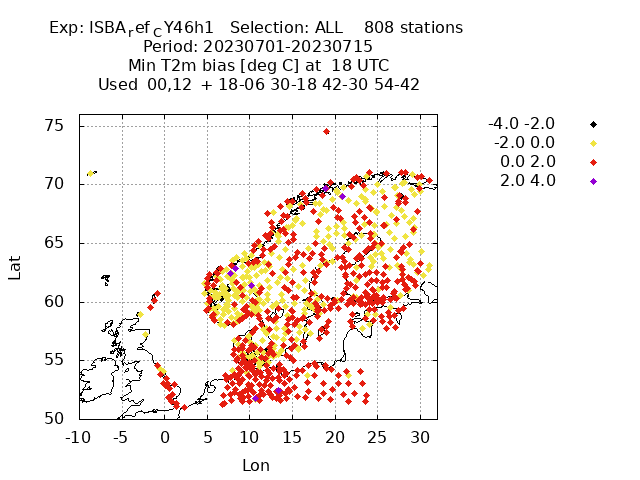 Exp: ISBA_ref_C Y46h1 Selection: ALL 808 stations
Period: 20230701-20230715
Min T2m bias [deg C] at 18 UTC
Used 00,12 + 18-06 30-18 42-30 54-42
75
70
65
60
55
50
Lat
-10 -5 0 5 10 15 20 25 30
Lon
-4.0 -2.0
-2.0 0.0
0.0 2.0
2.0 4.0